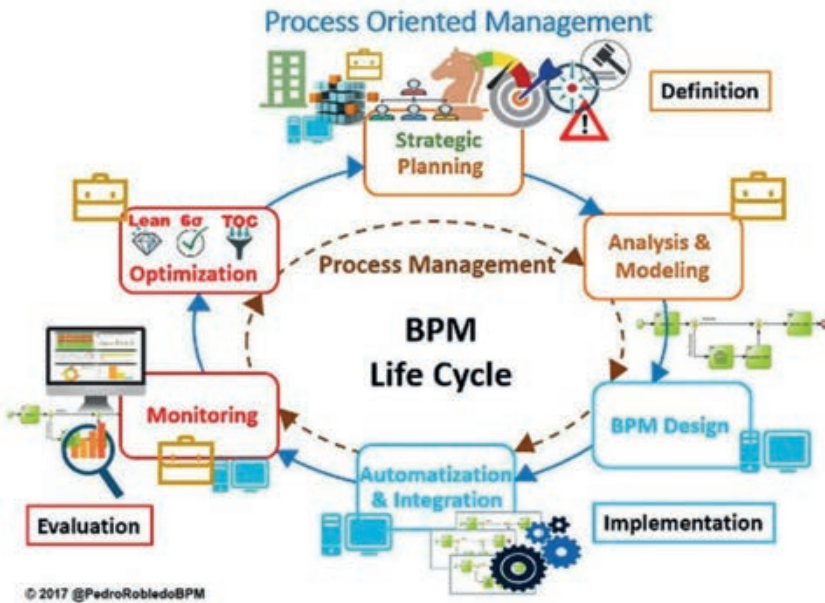 Process Oriented Management
Definition
Strategic
Planning
Lean 6σ TOC
Optimization
Analysis &
Modeling
Process Management
BPM
Life Cycle
Monitoring
BPM Design
Automatization
& Integration
Evaluation
Implementation
© 2017 @PedroRobledoBPM